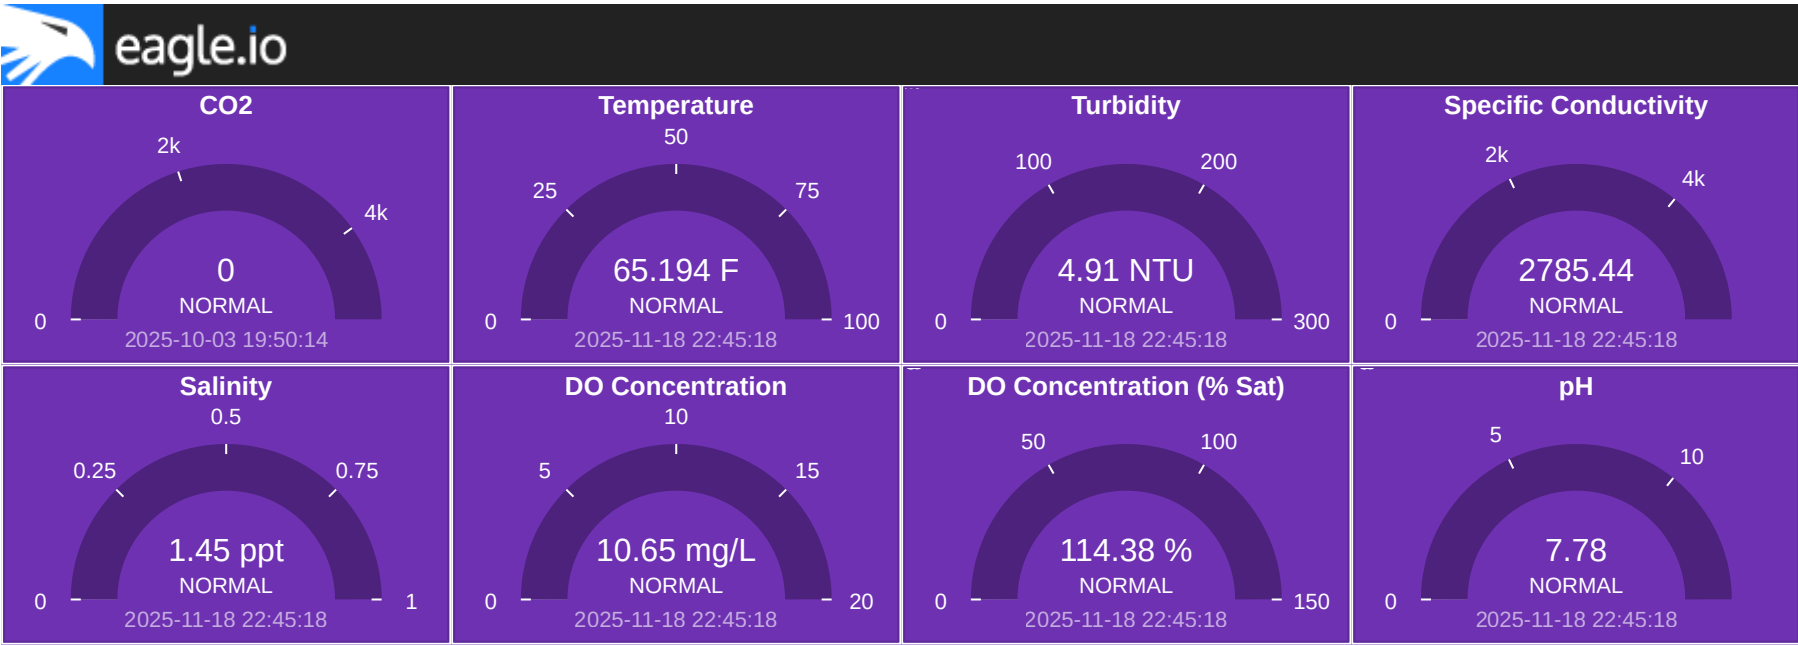 eagle.io
CO2
2k
4k
0
0
NORMAL
2025-10-03 19:50:14
Temperature
50
25
75
65.194 F
NORMAL
0
100
2025-11-18 22:45:18
Turbidity
100
200
4.91 NTU
NORMAL
0
300
2025-11-18 22:45:18
Specific Conductivity
2k
4k
2785.44
NORMAL
0
2025-11-18 22:45:18
Salinity
0.5
0.25
0.75
1.45 ppt
NORMAL
0
1
2025-11-18 22:45:18
DO Concentration
10
5
15
10.65 mg/L
NORMAL
0
20
2025-11-18 22:45:18
DO Concentration (% Sat)
50
100
114.38 %
NORMAL
0
150
2025-11-18 22:45:18
pH
5
10
7.78
NORMAL
0
2025-11-18 22:45:18